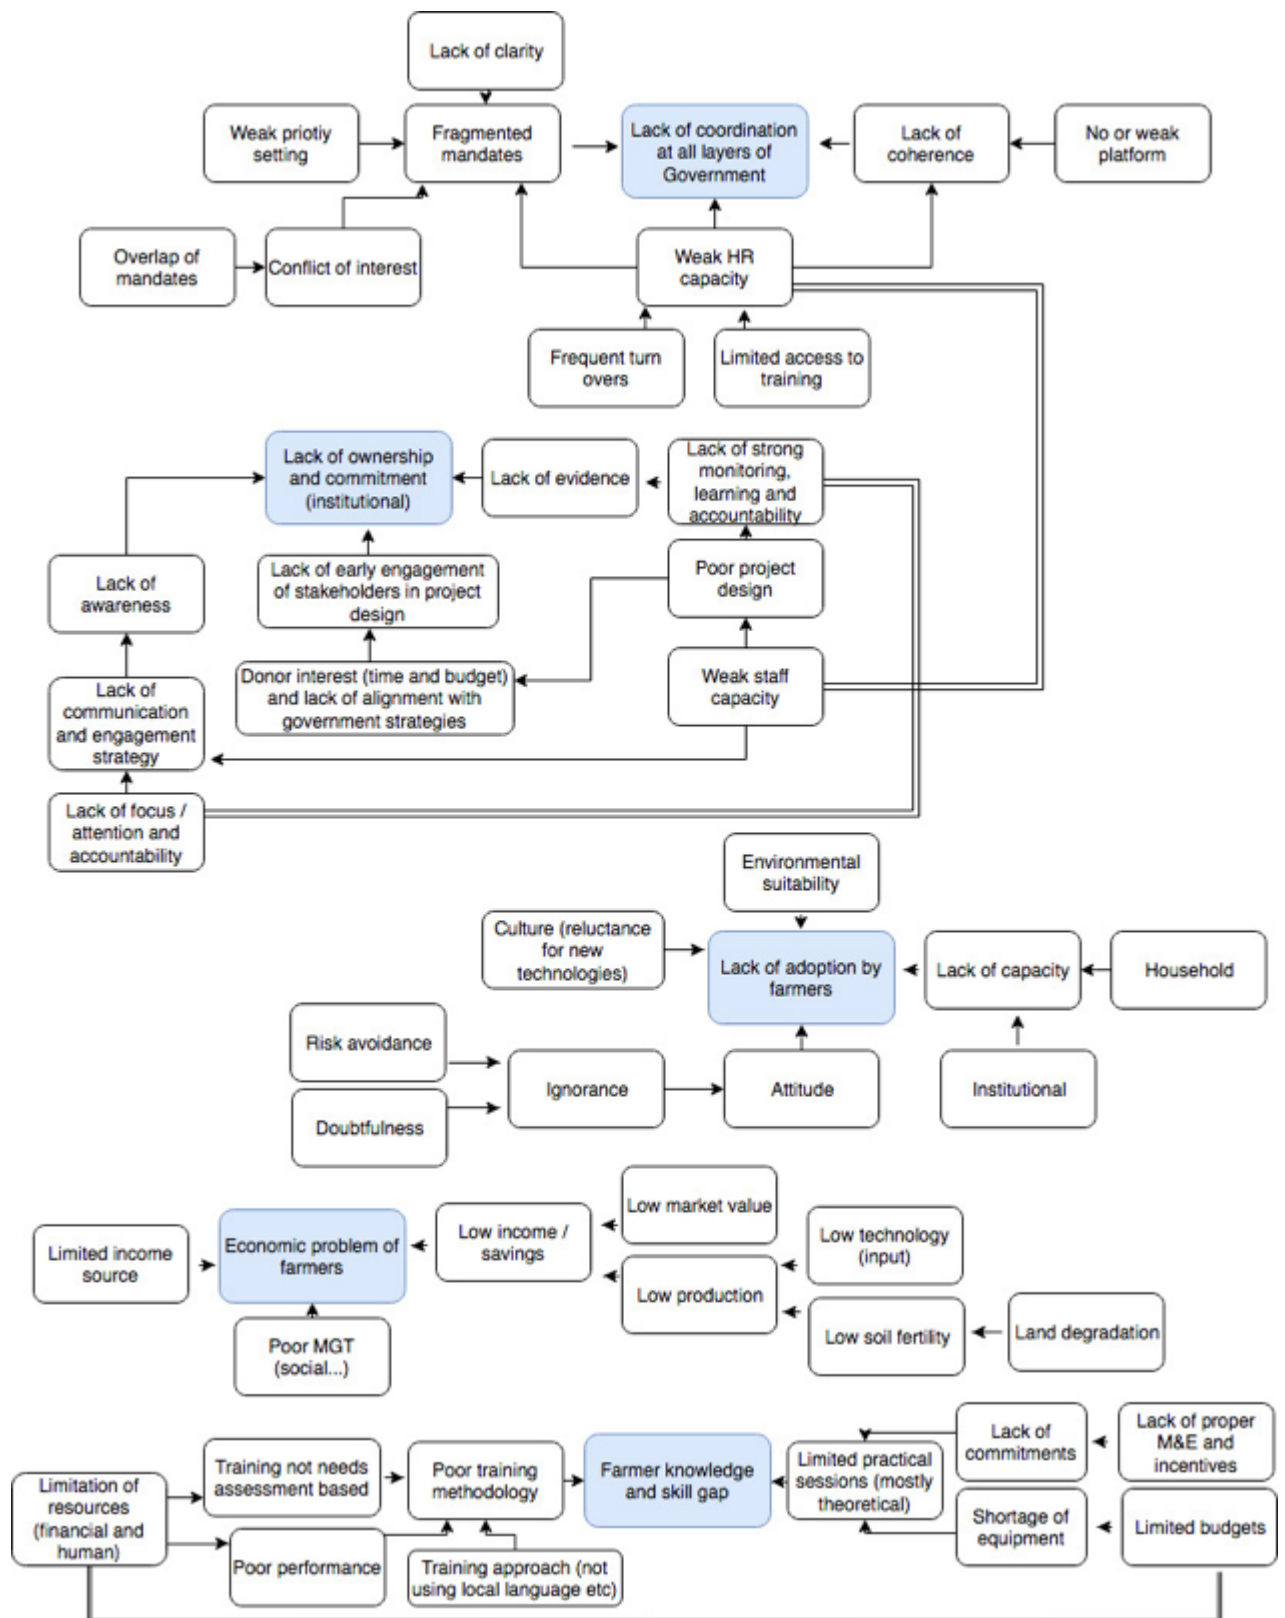 Lack of clarity
Weak priotiy
setting
Fragmented
mandates
Lack of coordination
at all layers of
Government
Lack of
coherence
No or weak
platform
Overlap of
mandates
Conflict of interest
Weak HR
capacity
Frequent turn
overs
Limited access to
training
Lack of ownership
and commitment
(institutional)
Lack of evidence
Lack of strong
monitoring,
learning and
accountability
Lack of
awareness
Lack of early engagement
of stakeholders in project
design
Poor project
design
Lack of
communication
and engagement
strategy
Donor interest (time and budget)
and lack of alignment with
government strategies
Weak staff
capacity
Lack of focus /
attention and
accountability
Environmental
suitability
Culture (reluctance
for new
technologies)
Lack of adoption by
farmers
Lack of capacity
Household
Risk avoidance
Doubtfulness
Ignorance
Attitude
Institutional
Limited income
source
Economic problem of
farmers
Low income /
savings
Low market value
Low production
Low technology
(input)
Low soil fertility
Land degradation
Poor MGT
(social...)
Limitation of
resources
(financial and
human)
Training not needs
assessment based
Poor performance
Poor training
methodology
Training approach (not
using local language etc)
Farmer knowledge
and skill gap
Limited practical
sessions (mostly
theoretical)
Lack of
commitments
Lack of proper
M&E and
incentives
Shortage of
equipment
Limited budgets